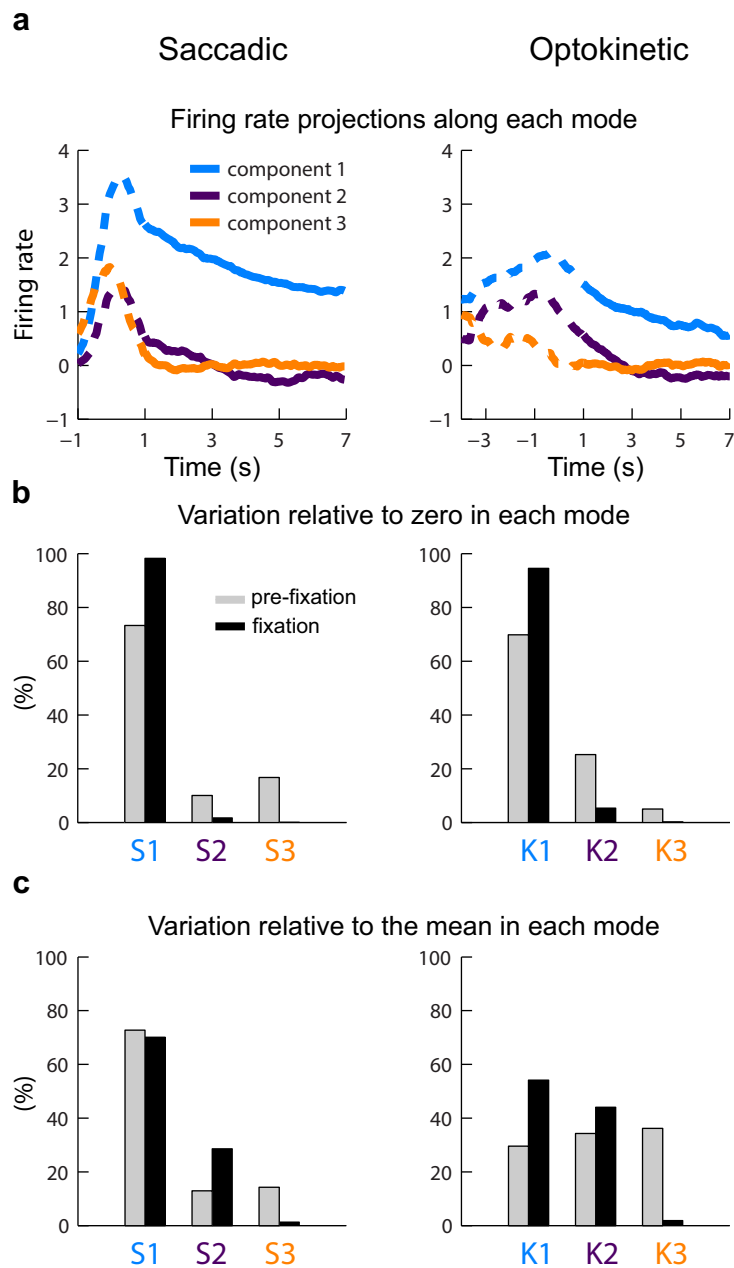 a
Saccadic
Optokinetic
Firing rate projections along each mode
component 1
component 2
component 3
Firing rate
4
3
2
1
0
−1
−1
1
3
5
7
Time (s)
4
3
2
1
0
−1
−3
−1
1
3
5
7
Time (s)
b
Variation relative to zero in each mode
pre-fixation
fixation
(%)
100
80
60
40
20
0
S1
S2
S3
100
80
60
40
20
0
K1
K2
K3
c
Variation relative to the mean in each mode
(%)
100
80
60
40
20
0
S1
S2
S3
100
80
60
40
20
0
K1
K2
K3